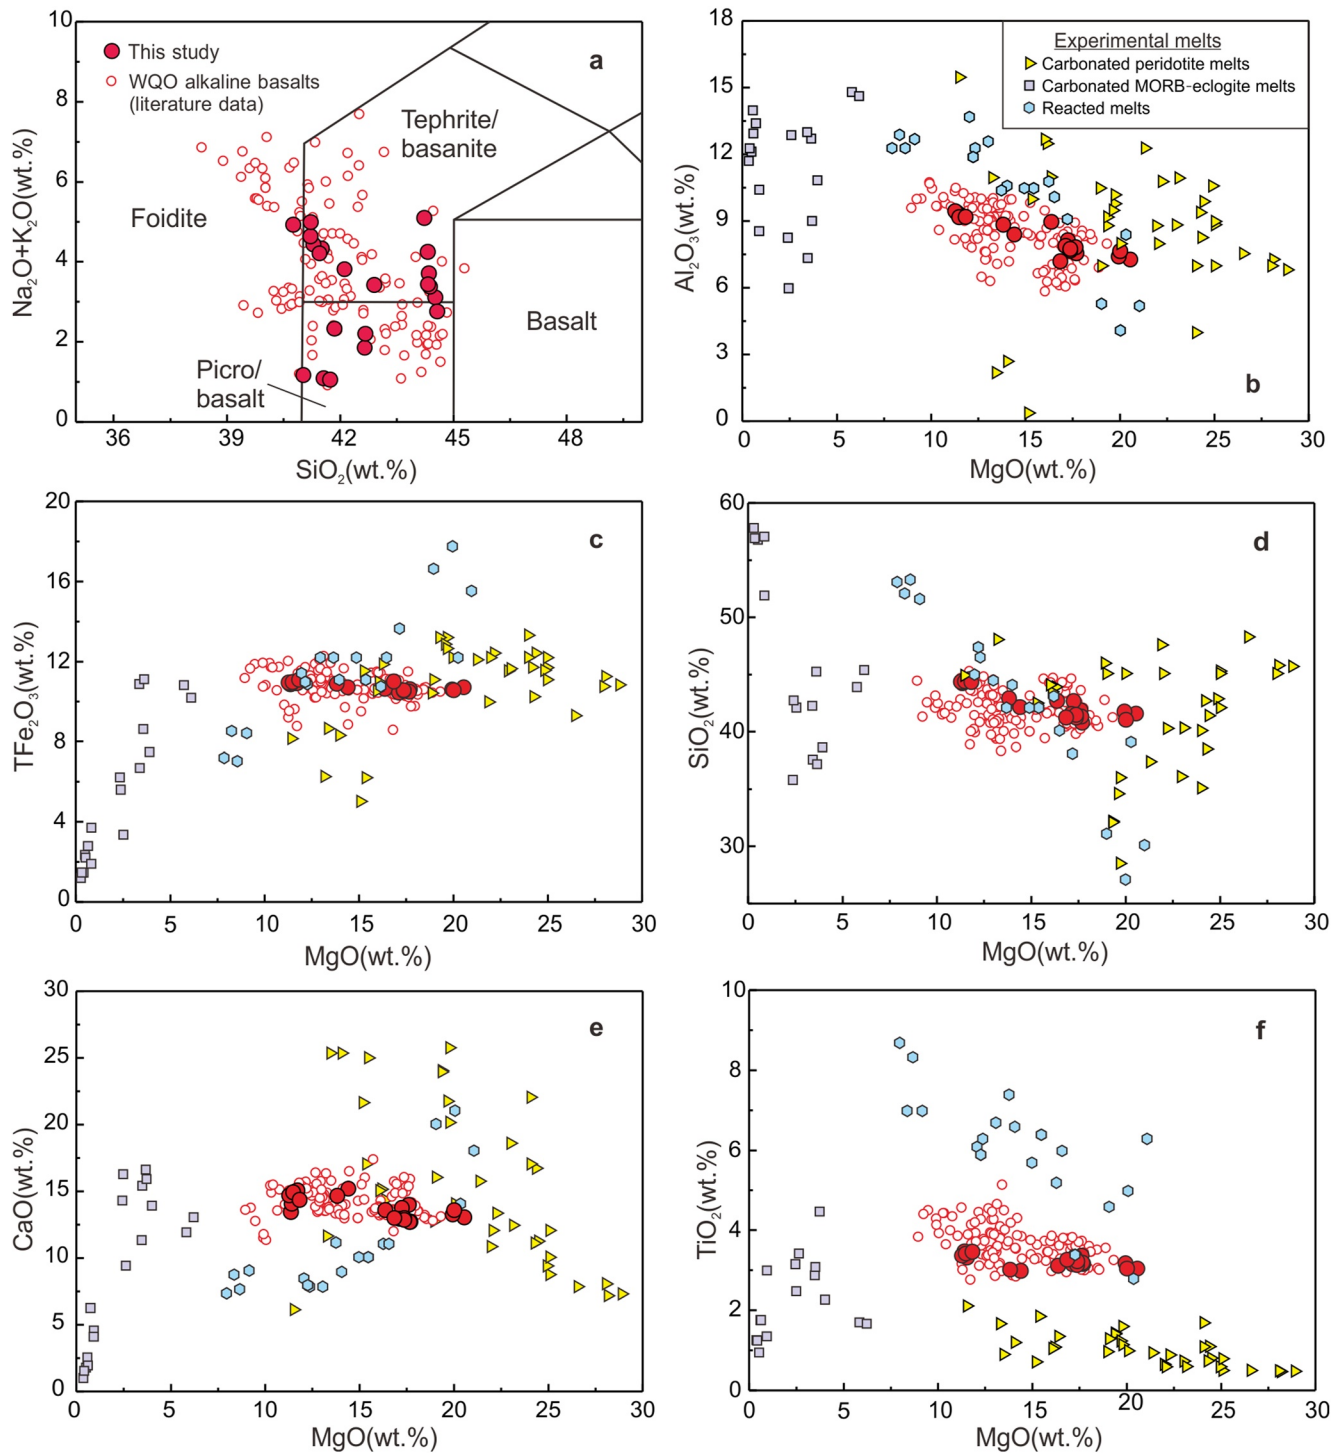 10
8
6
4
2
0
Na₂O+K₂O(wt.%)
This study
WQO alkaline basalts
(literature data)
a
Tephrite/
basanite
Foidite
Basalt
Picro/
basalt
36
39
42
45
48
SiO₂(wt.%)
18
15
12
9
6
3
0
Al₂O₃(wt.%)
Experimental melts
Carbonated peridotite melts
Carbonated MORB-eclogite melts
Reacted melts
b
0
5
10
15
20
25
30
MgO(wt.%)
20
16
12
8
4
0
TFe₂O₃(wt.%)
c
0
5
10
15
20
25
30
MgO(wt.%)
60
50
40
30
SiO₂(wt.%)
d
0
5
10
15
20
25
30
MgO(wt.%)
30
25
20
15
10
5
0
CaO(wt.%)
e
0
5
10
15
20
25
30
MgO(wt.%)
10
8
6
4
2
0
TiO₂(wt.%)
f
0
5
10
15
20
25
30
MgO(wt.%)